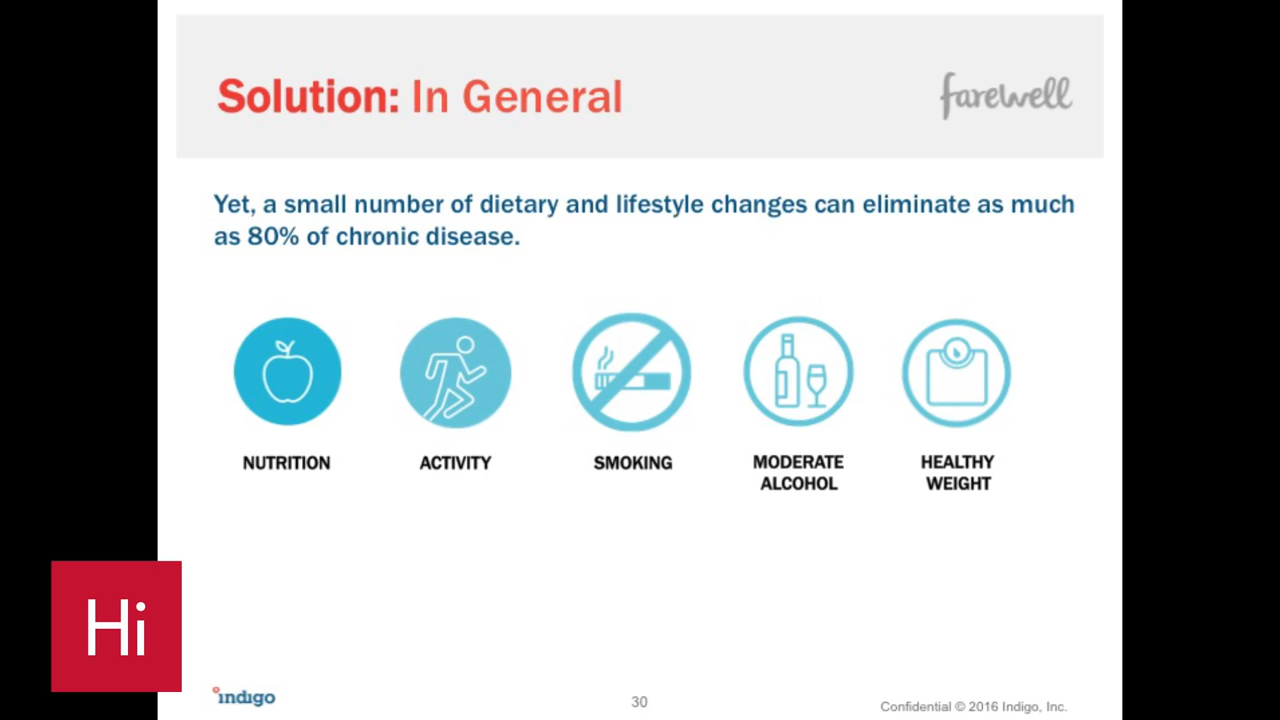 Solution: In General
farewell
Yet, a small number of dietary and lifestyle changes can eliminate as much
as 80% of chronic disease.
NUTRITION
ACTIVITY
SMOKING
MODERATE
ALCOHOL
HEALTHY
WEIGHT
Hi
indigo
30
Confidential © 2016 Indigo, Inc.